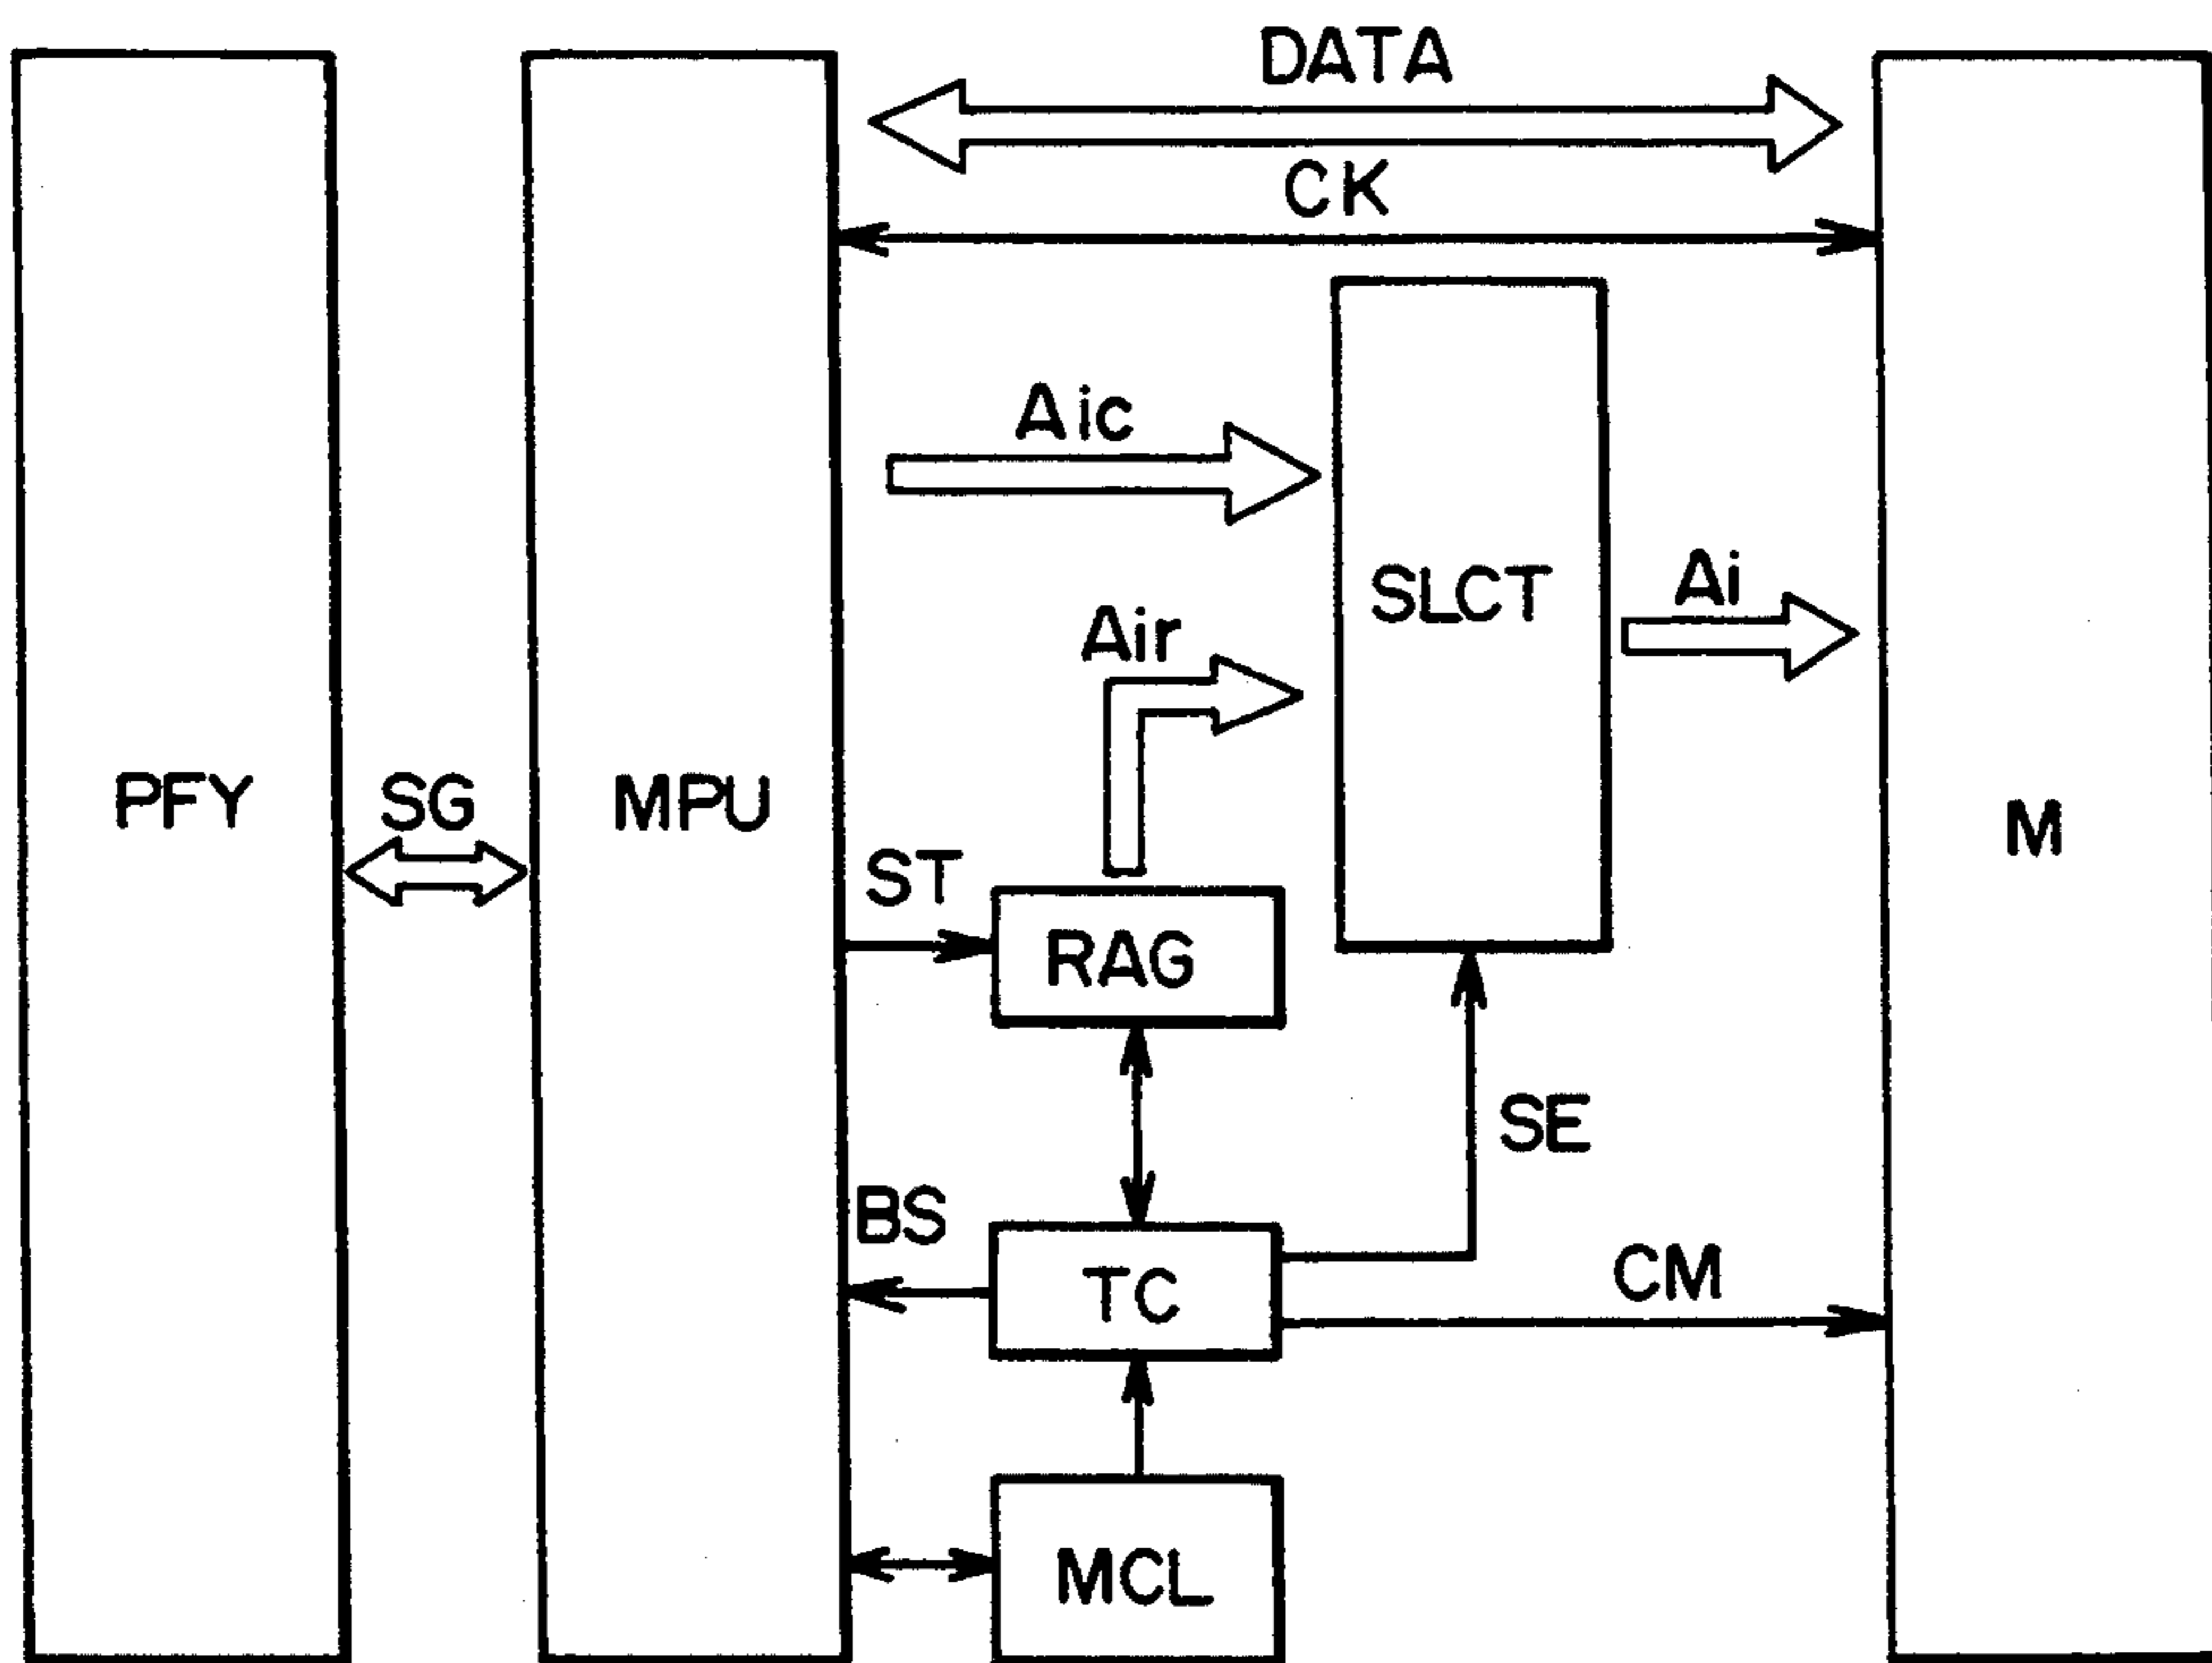 DATA
CK
Aic
SLCT
Ai
Air
PFY
SG
MPU
M
ST
RAG
SE
BS
TC
CM
MCL